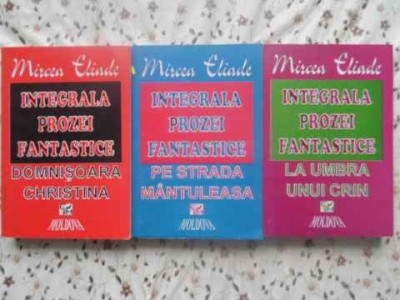 Mircea Eliade
INTEGRALA
PROZEI
FANTASTICE
DOMNIŞOARA
CHRISTINA
MOLDOVA
Mircea Eliade
INTEGRALA
PROZEI
FANTASTICE
PE STRADA
MÂNTULEASA
MOLDOVA
Mircea Eliade
INTEGRALA
PROZEI
FANTASTICE
LA UMBRA
UNUI CRIN
MOLDOVA